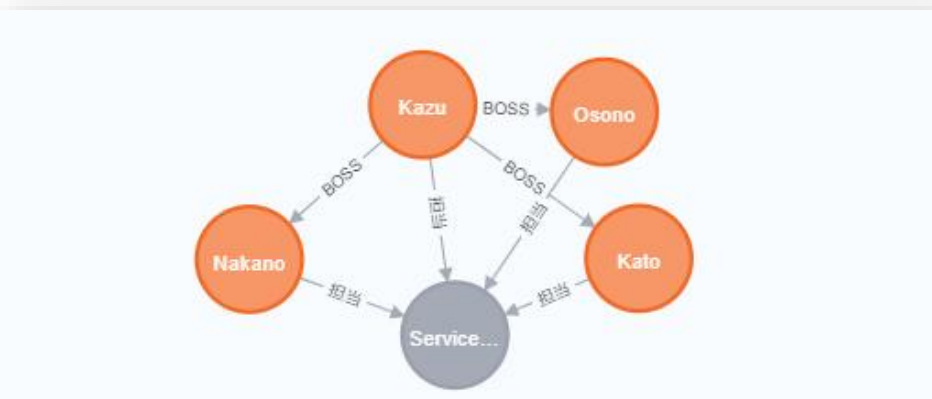 Kazu
BOSS
Osono
BOSS
BOSS
担当
担当
Nakano
Kato
担当
担当
Service...